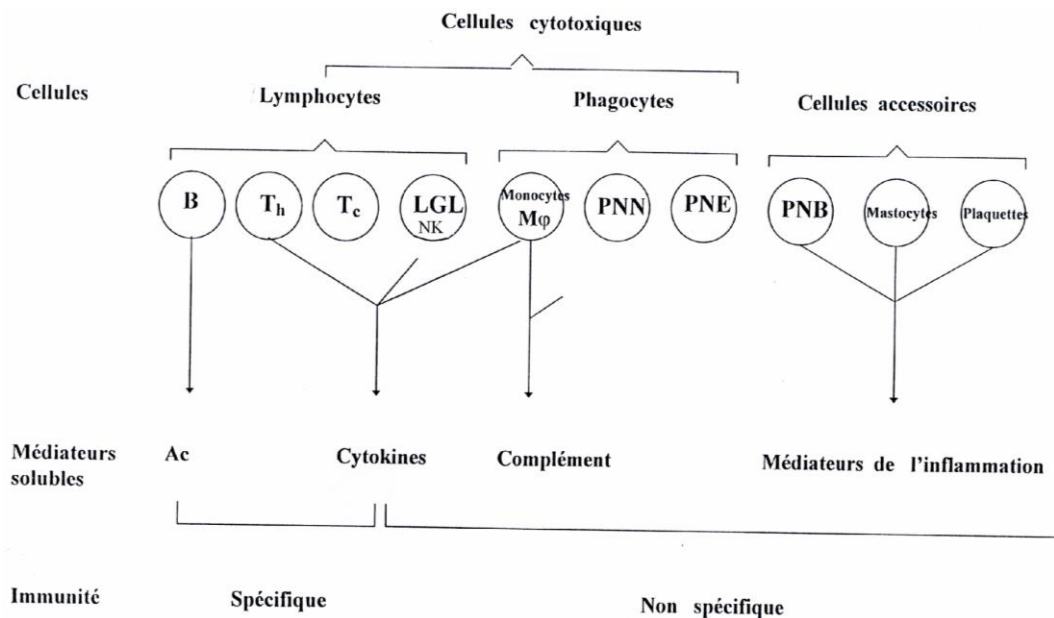 Cellules cytotoxiques
Cellules
Lymphocytes
Phagocytes
Cellules accessoires
B
Th
Tc
LGL
NK
Monocytes
Mφ
PNN
PNE
PNB
Mastocytes
Plaquettes
Médiateurs
solubles
Ac
Cytokines
Complément
Médiateurs de l'inflammation
Immunité
Spécifique
Non spécifique